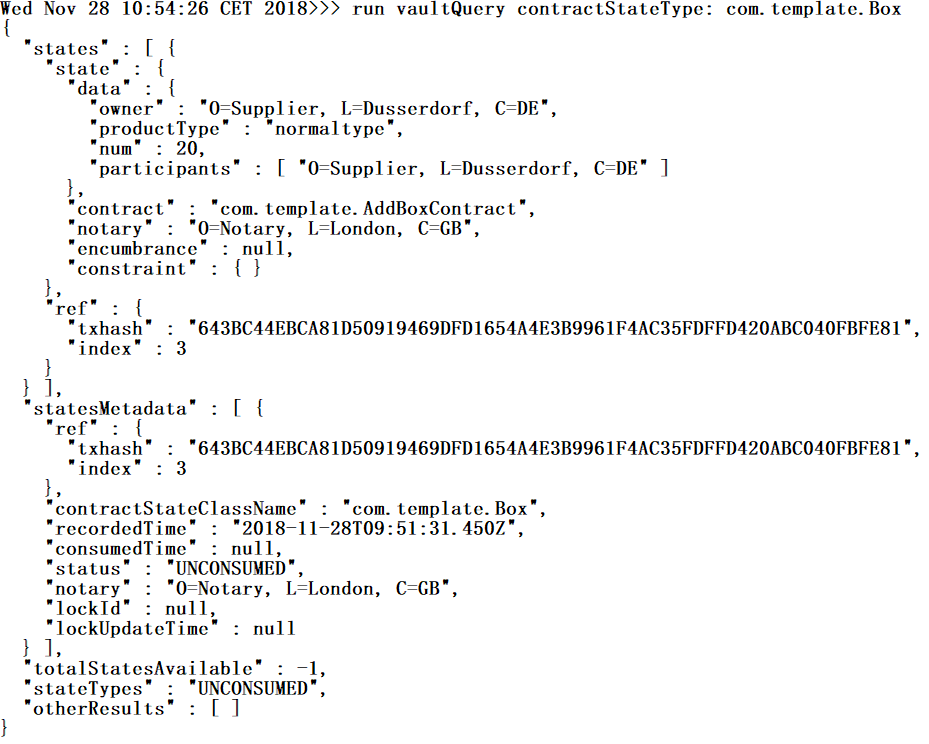 Wed Nov 28 10:54:26 CET 2018>>> run vaultQuery contractStateType: com.template.Box
{
  "states" : [ {
    "state" : {
      "data" : {
        "owner" : "O=Supplier, L=Dusserdorf, C=DE",
        "productType" : "normaltype",
        "num" : 20,
        "participants" : [ "O=Supplier, L=Dusserdorf, C=DE" ]
      },
      "contract" : "com.template.AddBoxContract",
      "notary" : "O=Notary, L=London, C=GB",
      "encumbrance" : null,
      "constraint" : { }
    },
    "ref" : {
      "txhash" : "643BC44EBCA81D50919469DFD1654A4E3B9961F4AC35FDFFD420ABC040FBFE81",
      "index" : 3
    }
  } ],
  "statesMetadata" : [ {
    "ref" : {
      "txhash" : "643BC44EBCA81D50919469DFD1654A4E3B9961F4AC35FDFFD420ABC040FBFE81",
      "index" : 3
    },
    "contractStateClassName" : "com.template.Box",
    "recordedTime" : "2018-11-28T09:51:31.450Z",
    "consumedTime" : null,
    "status" : "UNCONSUMED",
    "notary" : "O=Notary, L=London, C=GB",
    "lockId" : null,
    "lockUpdateTime" : null
  } ],
  "totalStatesAvailable" : -1,
  "stateTypes" : "UNCONSUMED",
  "otherResults" : [ ]
}